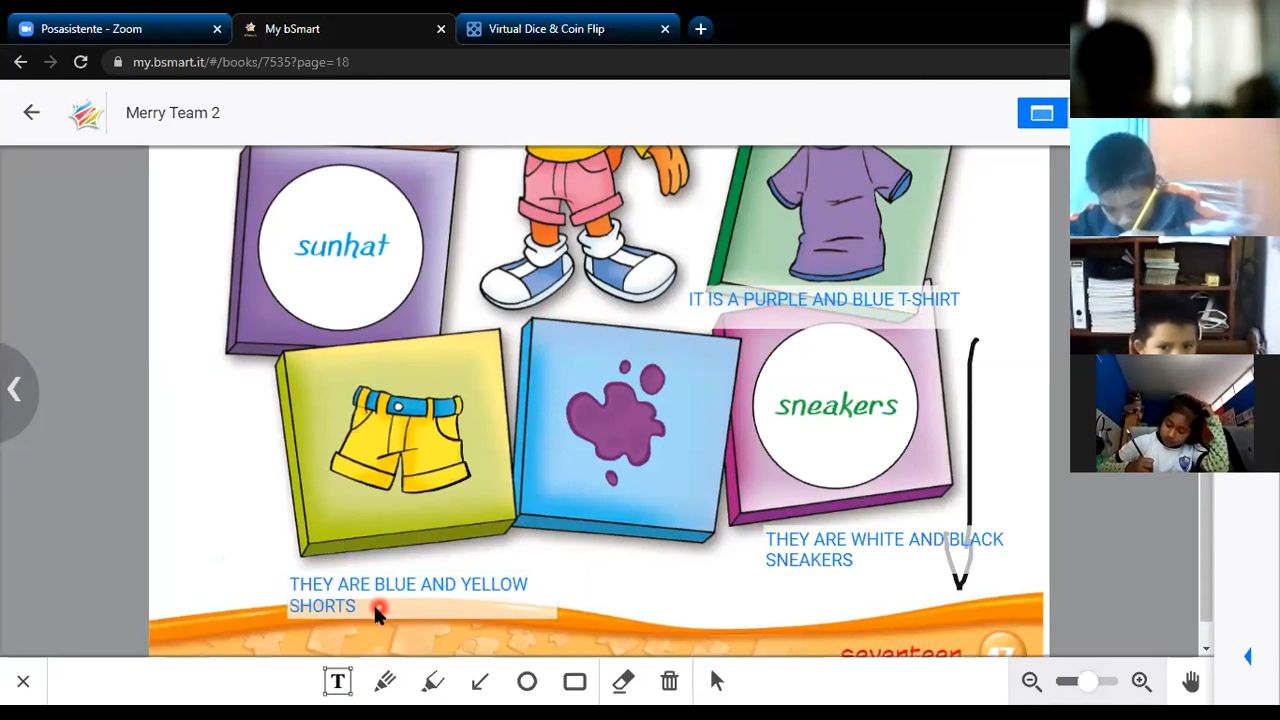 Posasistente - Zoom
My bSmart
Virtual Dice & Coin Flip
my.bsmart.it/#/books/7535?page=18
Merry Team 2
sunhat
IT IS A PURPLE AND BLUE T-SHIRT
sneakers
THEY ARE WHITE AND BLACK
SNEAKERS
THEY ARE BLUE AND YELLOW
SHORTS
seventeen 17
T